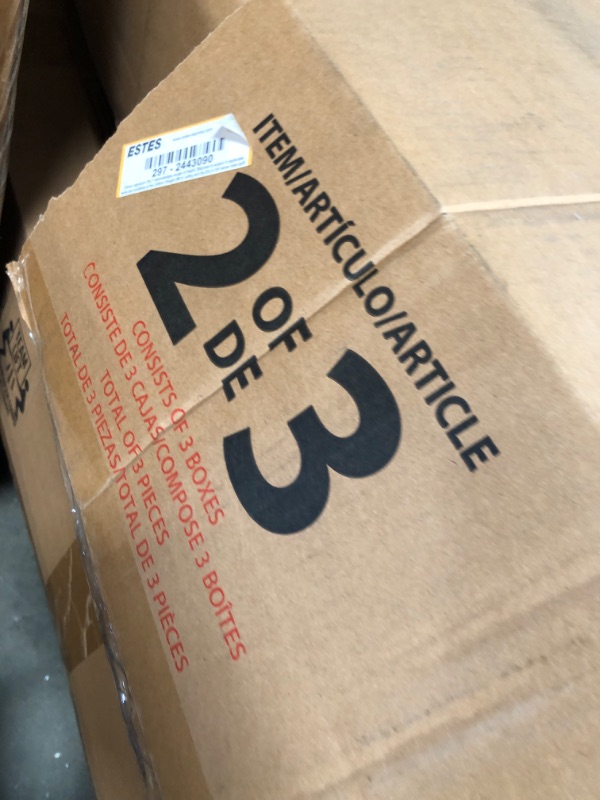 ESTES
297 - 2443090
ITEM/ARTÍCULO/ARTICLE
2 OF
DE 3
CONSISTS OF 3 BOXES
CONSISTE DE 3 CAJAS/COMPOSE 3 BOÎTES
TOTAL OF 3 PIECES
TOTAL DE 3 PIEZAS/TOTAL DE 3 PIÈCES